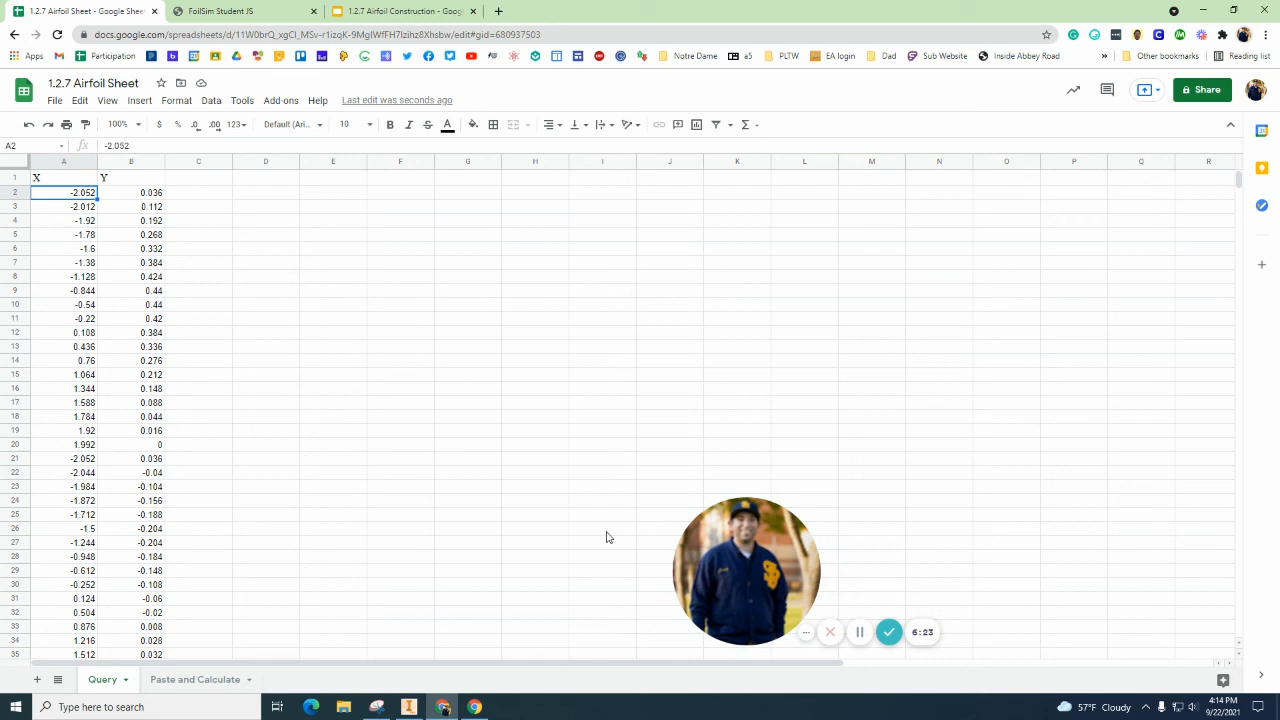 1.2.7 Airfoil Sheet - Google Sheets
FoilSim Student JS
1.2.7 Airfoil Construction - Goog
docs.google.com/spreadsheets/d/11W0brQ_xgCl_MSv-r1izqK-9MgIWfFH7lzihz8Xhsbw/edit#gid=680937503
Apps Participation Notre Dame a5 PLTW EA login Dad Sub Website Inside Abbey Road » Other bookmarks Reading list
1.2.7 Airfoil Sheet
File Edit View Insert Format Data Tools Add-ons Help Last edit was seconds ago
Share
100% $ % .0 .00 123 Default (Ari... 10 B I S A
A2 fx -2.052
A B C D E F G H I J K L M N O P Q R
1 X Y
2 -2.052 0.036
3 -2.012 0.112
4 -1.92 0.192
5 -1.78 0.268
6 -1.6 0.332
7 -1.38 0.384
8 -1.128 0.424
9 -0.844 0.44
10 -0.54 0.44
11 -0.22 0.42
12 0.108 0.384
13 0.436 0.336
14 0.76 0.276
15 1.064 0.212
16 1.344 0.148
17 1.588 0.088
18 1.784 0.044
19 1.92 0.016
20 1.992 0
21 -2.052 0.036
22 -2.044 -0.04
23 -1.984 -0.104
24 -1.872 -0.156
25 -1.712 -0.188
26 -1.5 -0.204
27 -1.244 -0.204
28 -0.948 -0.184
29 -0.612 -0.148
30 -0.252 -0.108
31 0.124 -0.06
32 0.504 -0.02
33 0.876 0.008
34 1.216 0.028
35 1.512 0.032
6:23
Query Paste and Calculate
Type here to search
57°F Cloudy
4:14 PM
9/22/2021